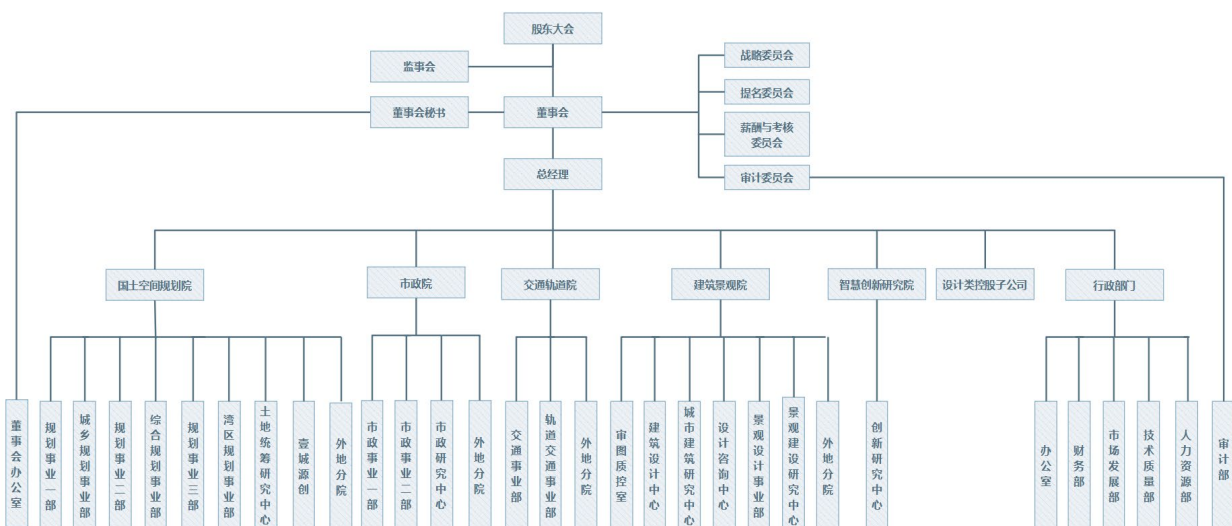 股东大会
监事会
战略委员会
提名委员会
董事会秘书
董事会
薪酬与考核
委员会
总经理
审计委员会
国土空间规划院
市政院
交通轨道院
建筑景观院
智慧创新研究院
设计类控股子公司
行政部门
董事会办公室
规划事业一部
城乡规划事业部
规划事业二部
综合规划事业部
规划事业三部
湾区规划事业部
土地统筹研究中心
壹城源创
外地分院
市政事业一部
市政事业二部
市政研究中心
外地分院
交通事业部
轨道交通事业部
外地分院
审图质控室
建筑设计中心
城市建筑研究中心
设计咨询中心
景观设计事业部
景观建设研究中心
外地分院
创新研究中心
办公室
财务部
市场发展部
技术质量部
人力资源部
审计部